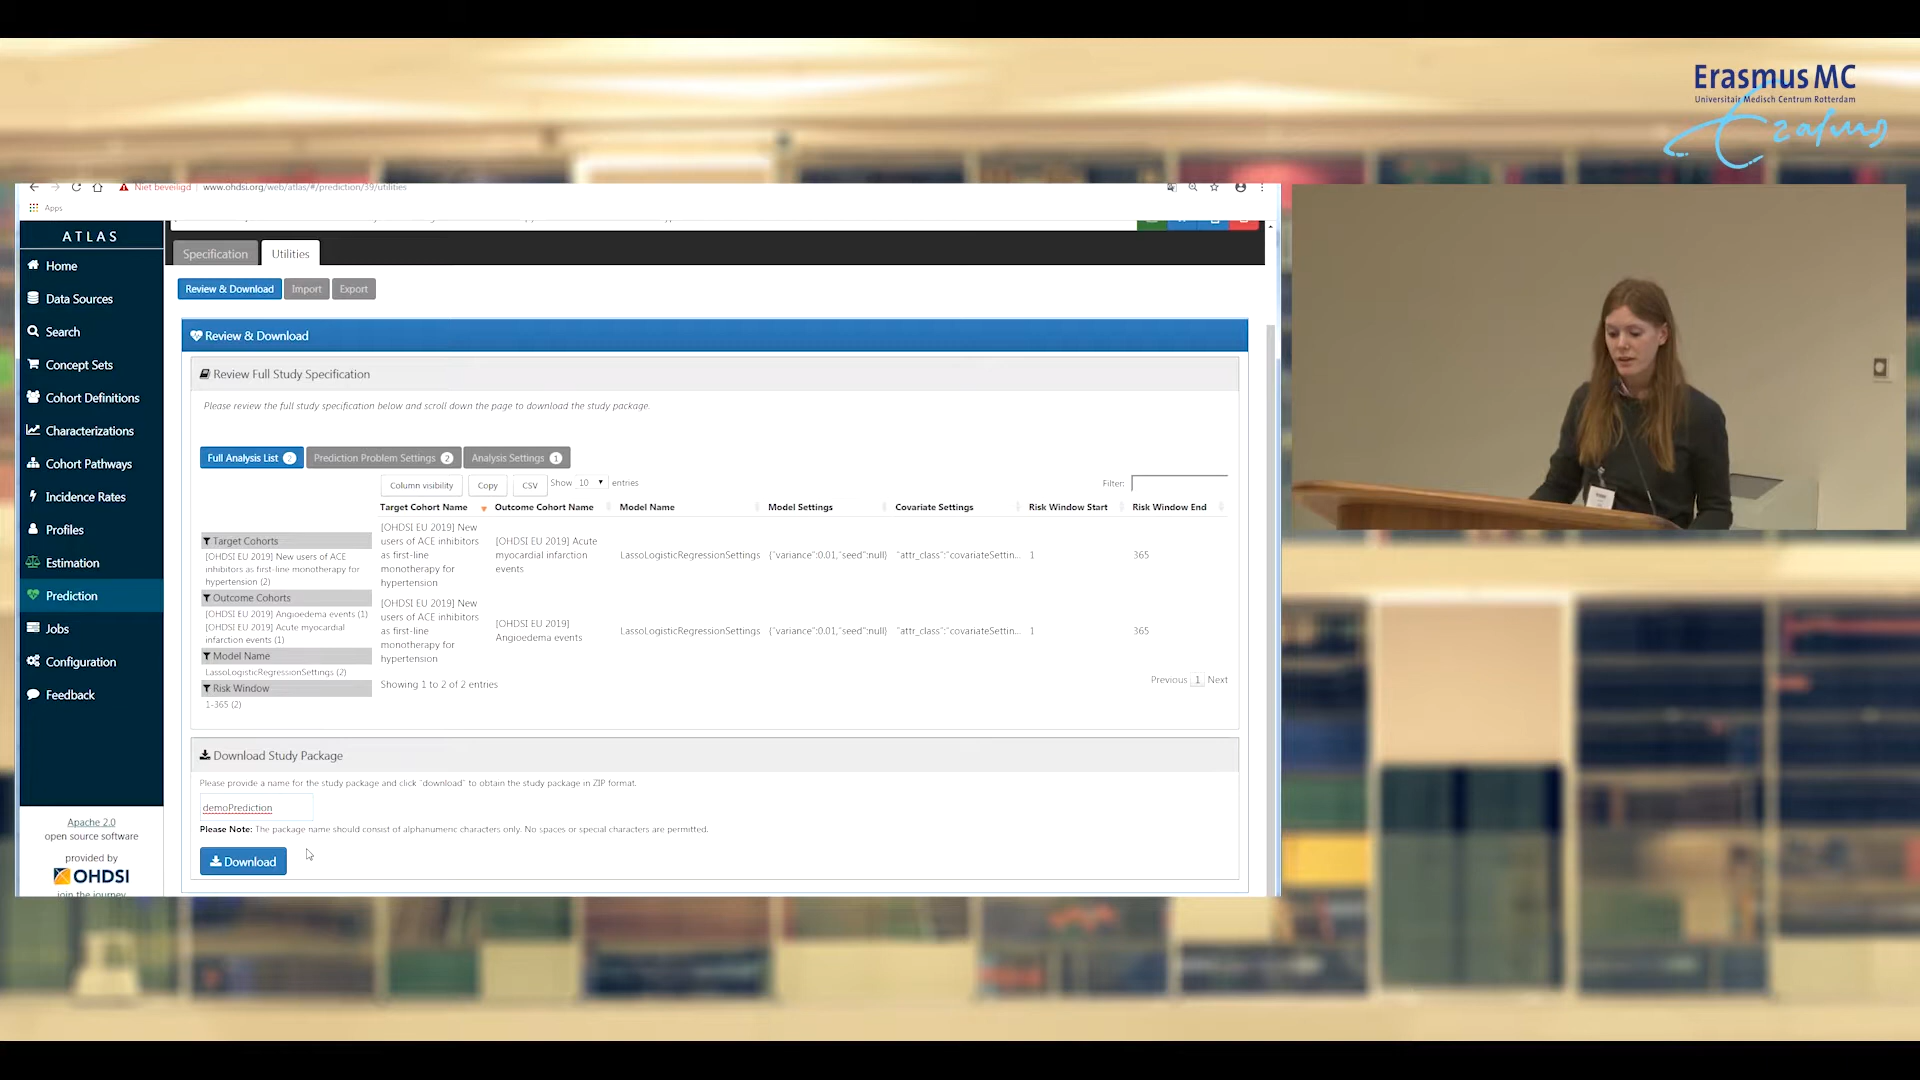 Erasmus MC
Universitair Medisch Centrum Rotterdam
Niet beveiligd
www.ohdsi.org/web/atlas/#/prediction/39/utilities
Apps
ATLAS
Home
Data Sources
Search
Concept Sets
Cohort Definitions
Characterizations
Cohort Pathways
Incidence Rates
Profiles
Estimation
Prediction
Jobs
Configuration
Feedback
Apache 2.0
open source software
provided by
OHDSI
join the journey
Specification
Utilities
Review & Download
Import
Export
Review & Download
Review Full Study Specification
Please review the full study specification below and scroll down the page to download the study package.
Full Analysis List 2
Prediction Problem Settings 2
Analysis Settings 1
Column visibility
Copy
CSV
Show 10 entries
Filter:
Target Cohorts
[OHDSI EU 2019] New users of ACE
inhibitors as first-line monotherapy for
hypertension (2)
Outcome Cohorts
[OHDSI EU 2019] Angioedema events (1)
[OHDSI EU 2019] Acute myocardial
infarction events (1)
Model Name
LassoLogisticRegressionSettings (2)
Risk Window
1-365 (2)
Target Cohort Name
Outcome Cohort Name
Model Name
Model Settings
Covariate Settings
Risk Window Start
Risk Window End
[OHDSI EU 2019] New
users of ACE inhibitors
as first-line
monotherapy for
hypertension
[OHDSI EU 2019] Acute
myocardial infarction
events
LassoLogisticRegressionSettings
{"variance":0.01,"seed":null}
"attr_class":"covariateSettin...
1
365
[OHDSI EU 2019] New
users of ACE inhibitors
as first-line
monotherapy for
hypertension
[OHDSI EU 2019]
Angioedema events
LassoLogisticRegressionSettings
{"variance":0.01,"seed":null}
"attr_class":"covariateSettin...
1
365
Showing 1 to 2 of 2 entries
Previous 1 Next
Download Study Package
Please provide a name for the study package and click "download" to obtain the study package in ZIP format.
demoPrediction
Please Note: The package name should consist of alphanumeric characters only. No spaces or special characters are permitted.
Download